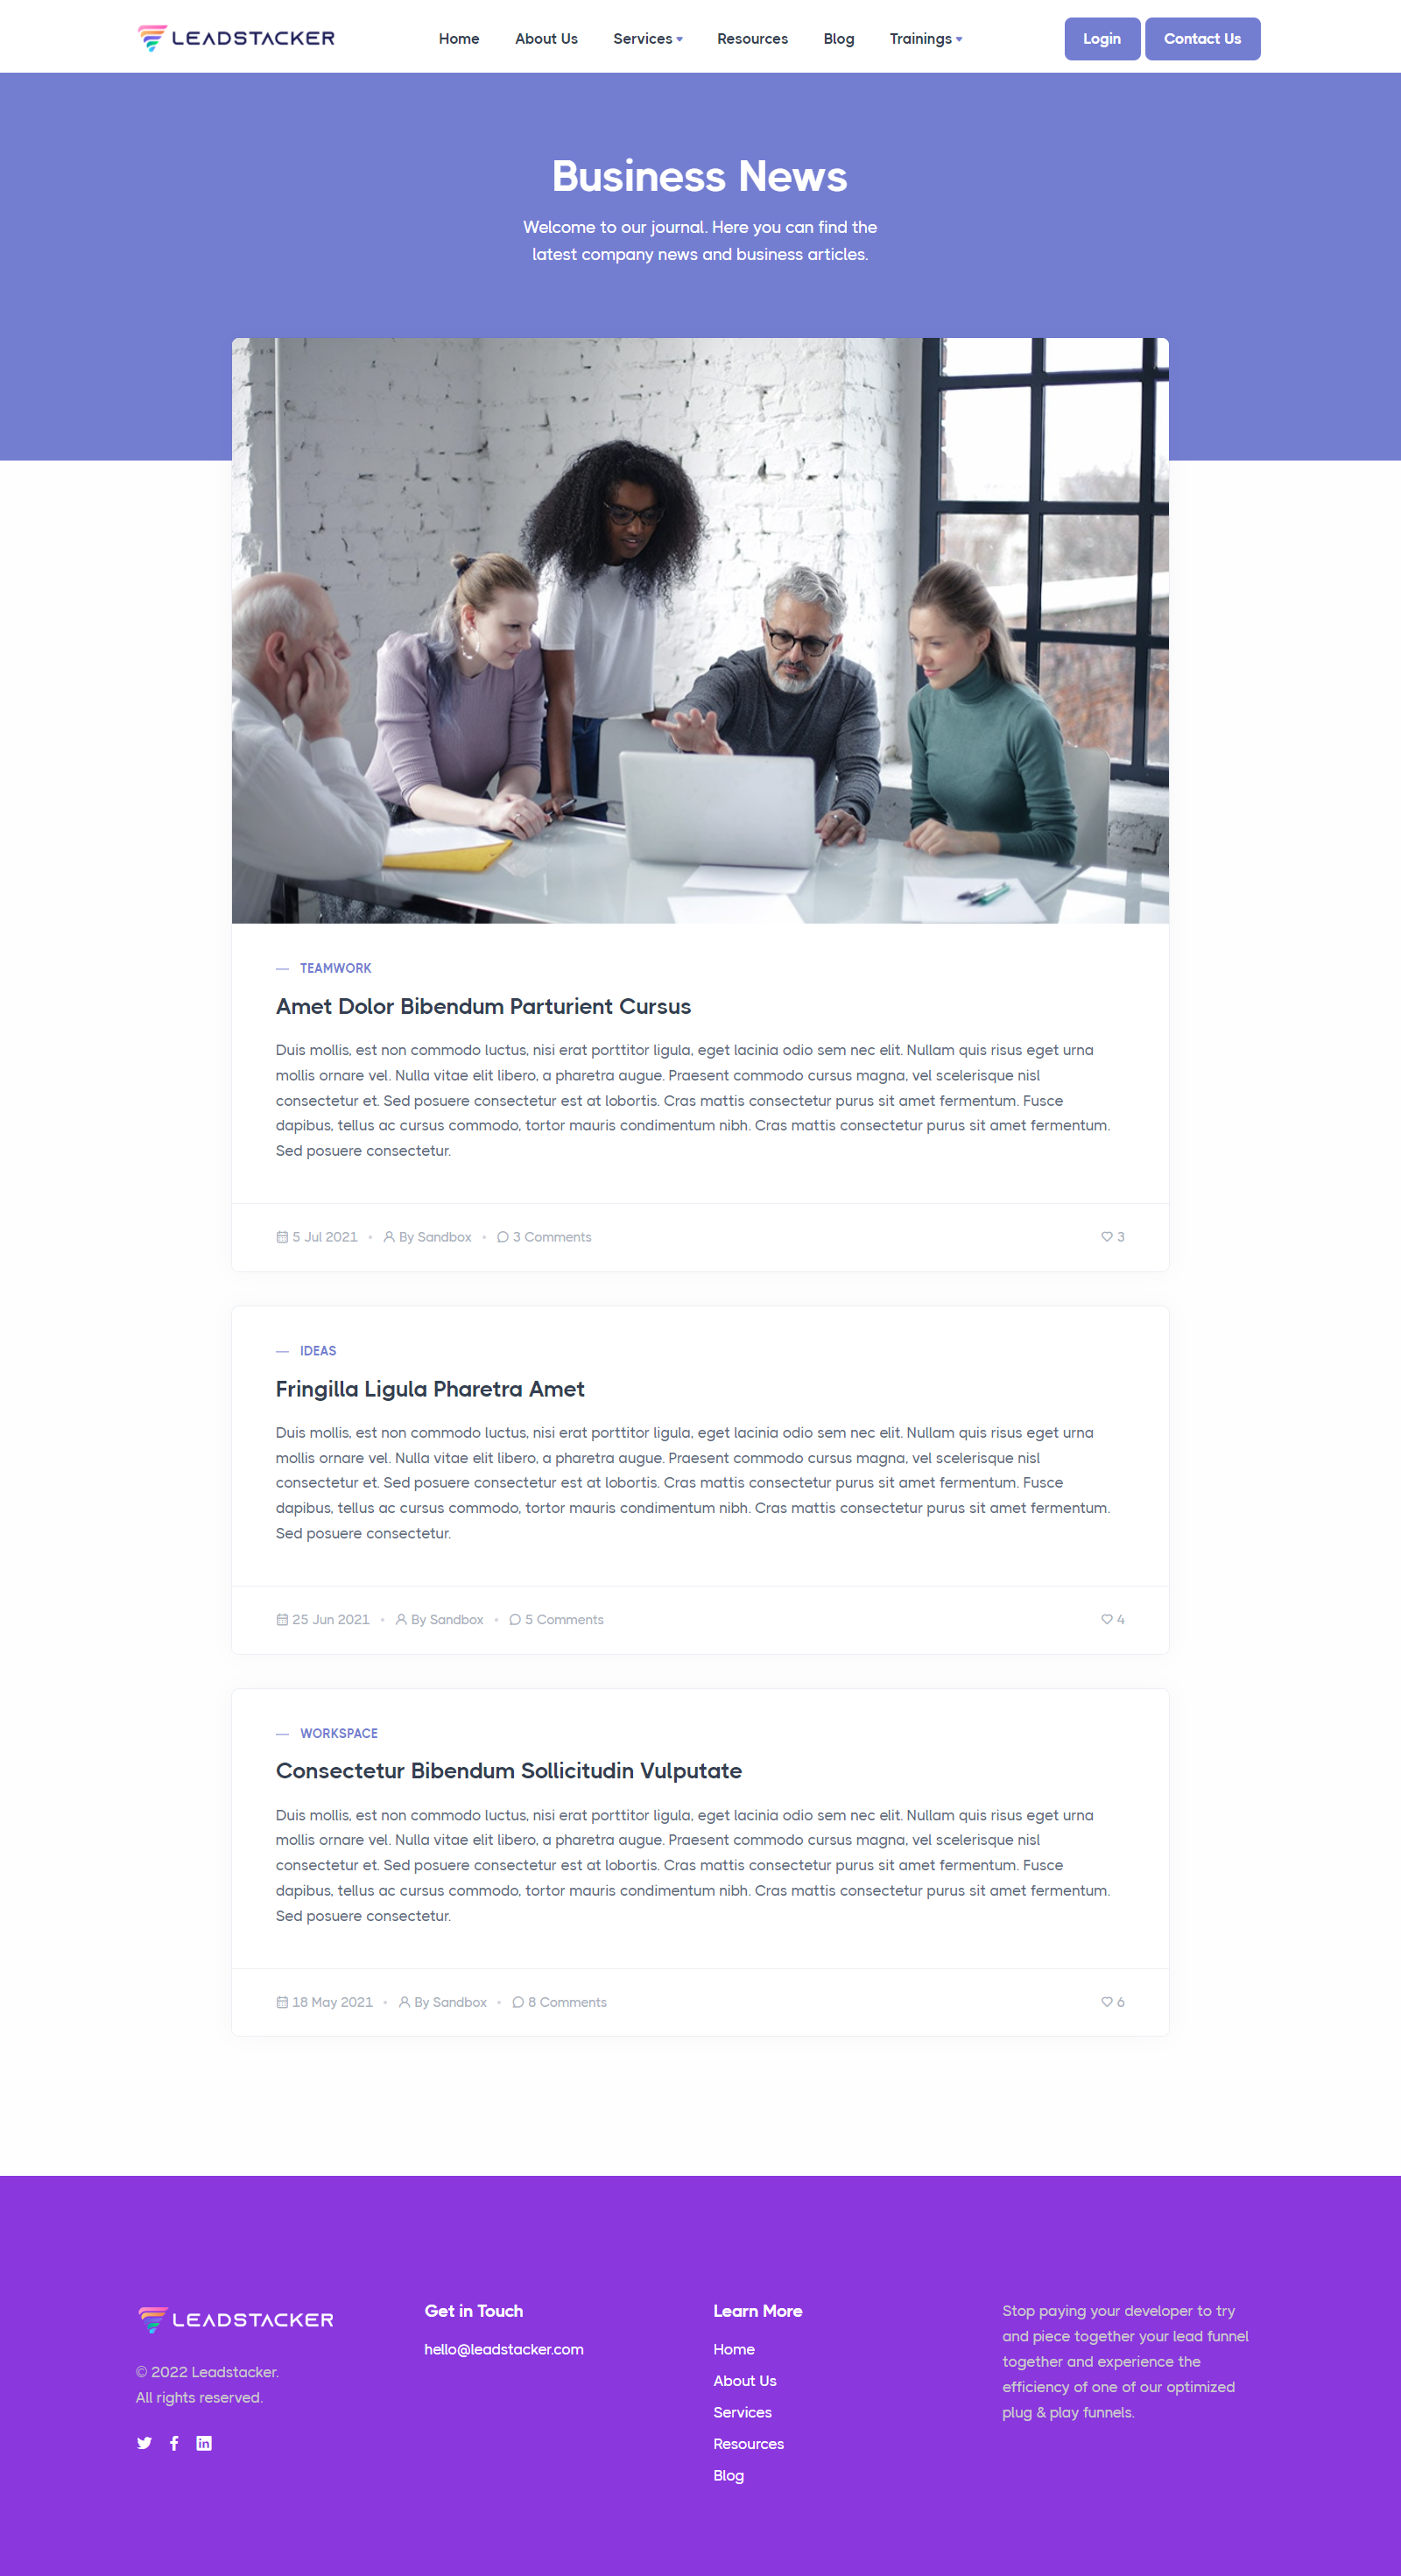 LEADSTACKER
Home
About Us
Services
Resources
Blog
Trainings
Login
Contact Us
Business News
Welcome to our journal. Here you can find the
latest company news and business articles.
TEAMWORK
Amet Dolor Bibendum Parturient Cursus
Duis mollis, est non commodo luctus, nisi erat porttitor ligula, eget lacinia odio sem nec elit. Nullam quis risus eget urna
mollis ornare vel. Nulla vitae elit libero, a pharetra augue. Praesent commodo cursus magna, vel scelerisque nisl
consectetur et. Sed posuere consectetur est at lobortis. Cras mattis consectetur purus sit amet fermentum. Fusce
dapibus, tellus ac cursus commodo, tortor mauris condimentum nibh. Cras mattis consectetur purus sit amet fermentum.
Sed posuere consectetur.
5 Jul 2021 • By Sandbox • 3 Comments
3
IDEAS
Fringilla Ligula Pharetra Amet
Duis mollis, est non commodo luctus, nisi erat porttitor ligula, eget lacinia odio sem nec elit. Nullam quis risus eget urna
mollis ornare vel. Nulla vitae elit libero, a pharetra augue. Praesent commodo cursus magna, vel scelerisque nisl
consectetur et. Sed posuere consectetur est at lobortis. Cras mattis consectetur purus sit amet fermentum. Fusce
dapibus, tellus ac cursus commodo, tortor mauris condimentum nibh. Cras mattis consectetur purus sit amet fermentum.
Sed posuere consectetur.
25 Jun 2021 • By Sandbox • 5 Comments
4
WORKSPACE
Consectetur Bibendum Sollicitudin Vulputate
Duis mollis, est non commodo luctus, nisi erat porttitor ligula, eget lacinia odio sem nec elit. Nullam quis risus eget urna
mollis ornare vel. Nulla vitae elit libero, a pharetra augue. Praesent commodo cursus magna, vel scelerisque nisl
consectetur et. Sed posuere consectetur est at lobortis. Cras mattis consectetur purus sit amet fermentum. Fusce
dapibus, tellus ac cursus commodo, tortor mauris condimentum nibh. Cras mattis consectetur purus sit amet fermentum.
Sed posuere consectetur.
18 May 2021 • By Sandbox • 8 Comments
6
LEADSTACKER
© 2022 Leadstacker.
All rights reserved.
Get in Touch
hello@leadstacker.com
Learn More
Home
About Us
Services
Resources
Blog
Stop paying your developer to try
and piece together your lead funnel
together and experience the
efficiency of one of our optimized
plug & play funnels.